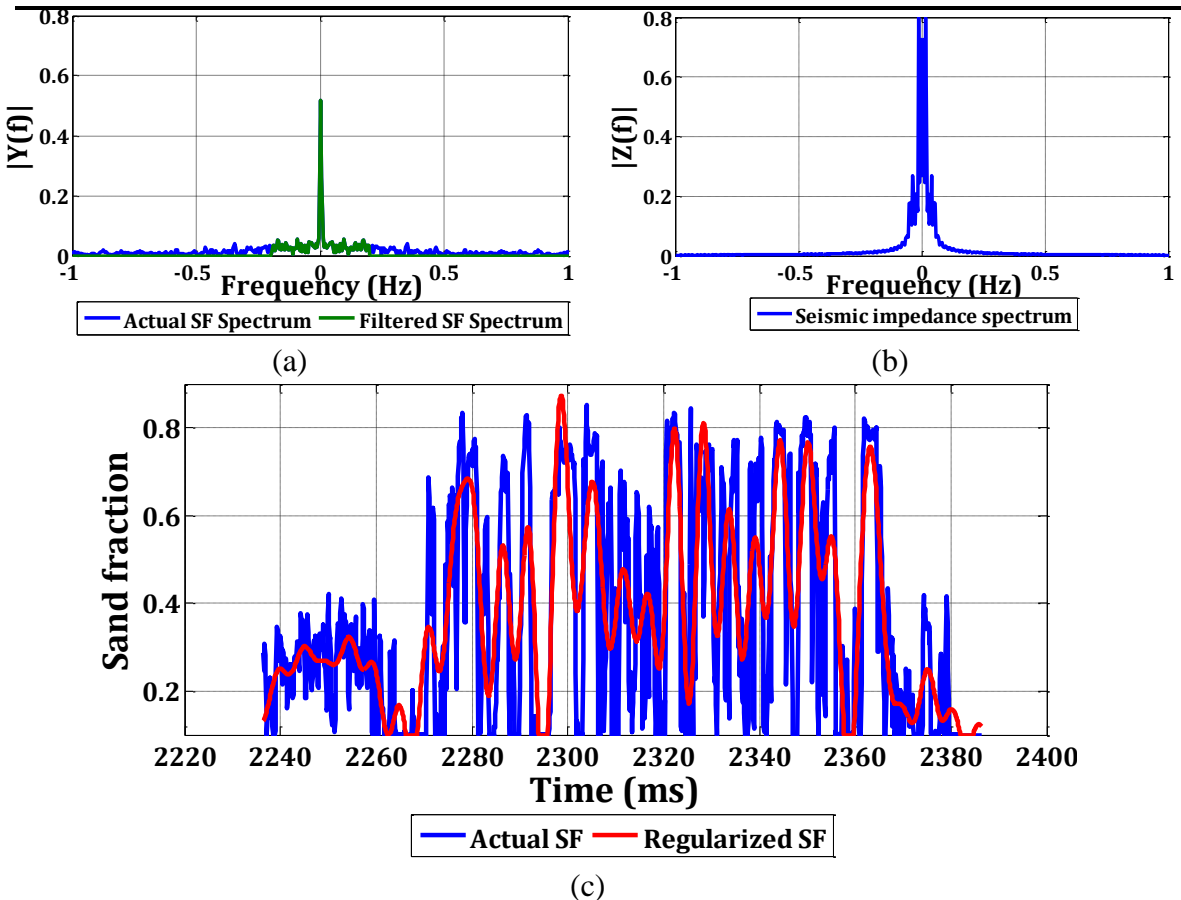 0.8
0.6
0.4
0.2
0
|Y(f)|
-1 -0.5 0 0.5 1
Frequency (Hz)
Actual SF Spectrum Filtered SF Spectrum
(a)
0.8
0.6
0.4
0.2
0
|Z(f)|
-1 -0.5 0 0.5 1
Frequency (Hz)
Seismic impedance spectrum
(b)
0.8
0.6
0.4
0.2
Sand fraction
2220 2240 2260 2280 2300 2320 2340 2360 2380 2400
Time (ms)
Actual SF Regularized SF
(c)